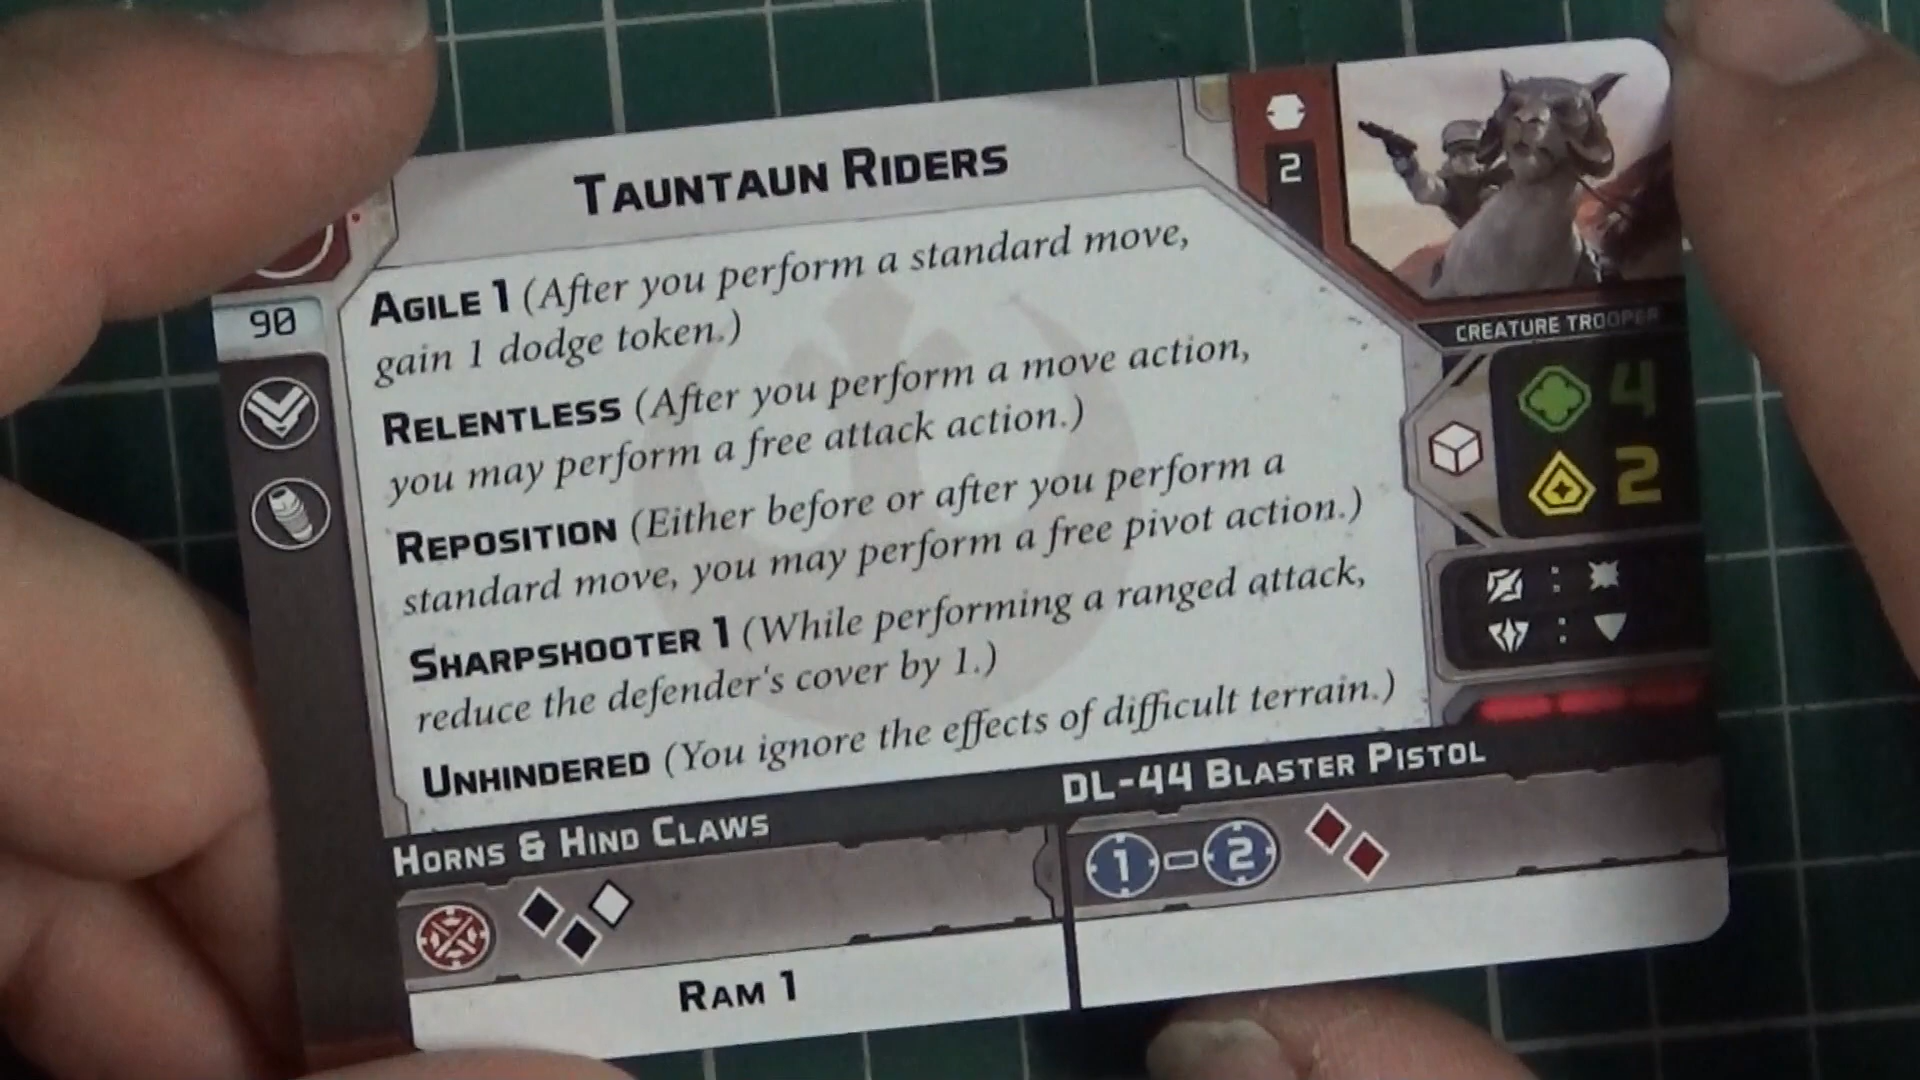 TAUNTAUN RIDERS
2
90
AGILE 1 (After you perform a standard move,
gain 1 dodge token.)
RELENTLESS (After you perform a move action,
you may perform a free attack action.)
REPOSITION (Either before or after you perform a
standard move, you may perform a free pivot action.)
SHARPSHOOTER 1 (While performing a ranged attack,
reduce the defender's cover by 1.)
UNHINDERED (You ignore the effects of difficult terrain.)
CREATURE TROOPER
4
2
:
:
HORNS & HIND CLAWS
RAM 1
DL-44 BLASTER PISTOL
1 - 2